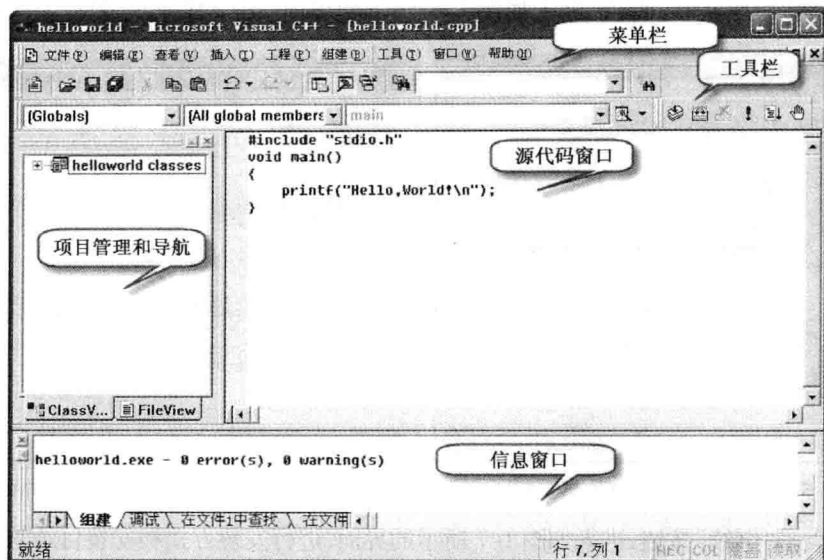 helloworld - Microsoft Visual C++ - [helloworld.cpp]
菜单栏
文件(F) 编辑(E) 查看(V) 插入(I) 工程(P) 组建(B) 工具(T) 窗口(W) 帮助(H)
工具栏
(Globals) (All global members main
#include "stdio.h"
void main()
{
printf("Hello,World!\n");
}
源代码窗口
helloworld classes
项目管理和导航
ClassV... FileView
helloworld.exe - 0 error(s), 0 warning(s)
信息窗口
组建 调试 在文件1中查找 在文件
就绪
行 7,列 1 REC COL 覆盖 读取